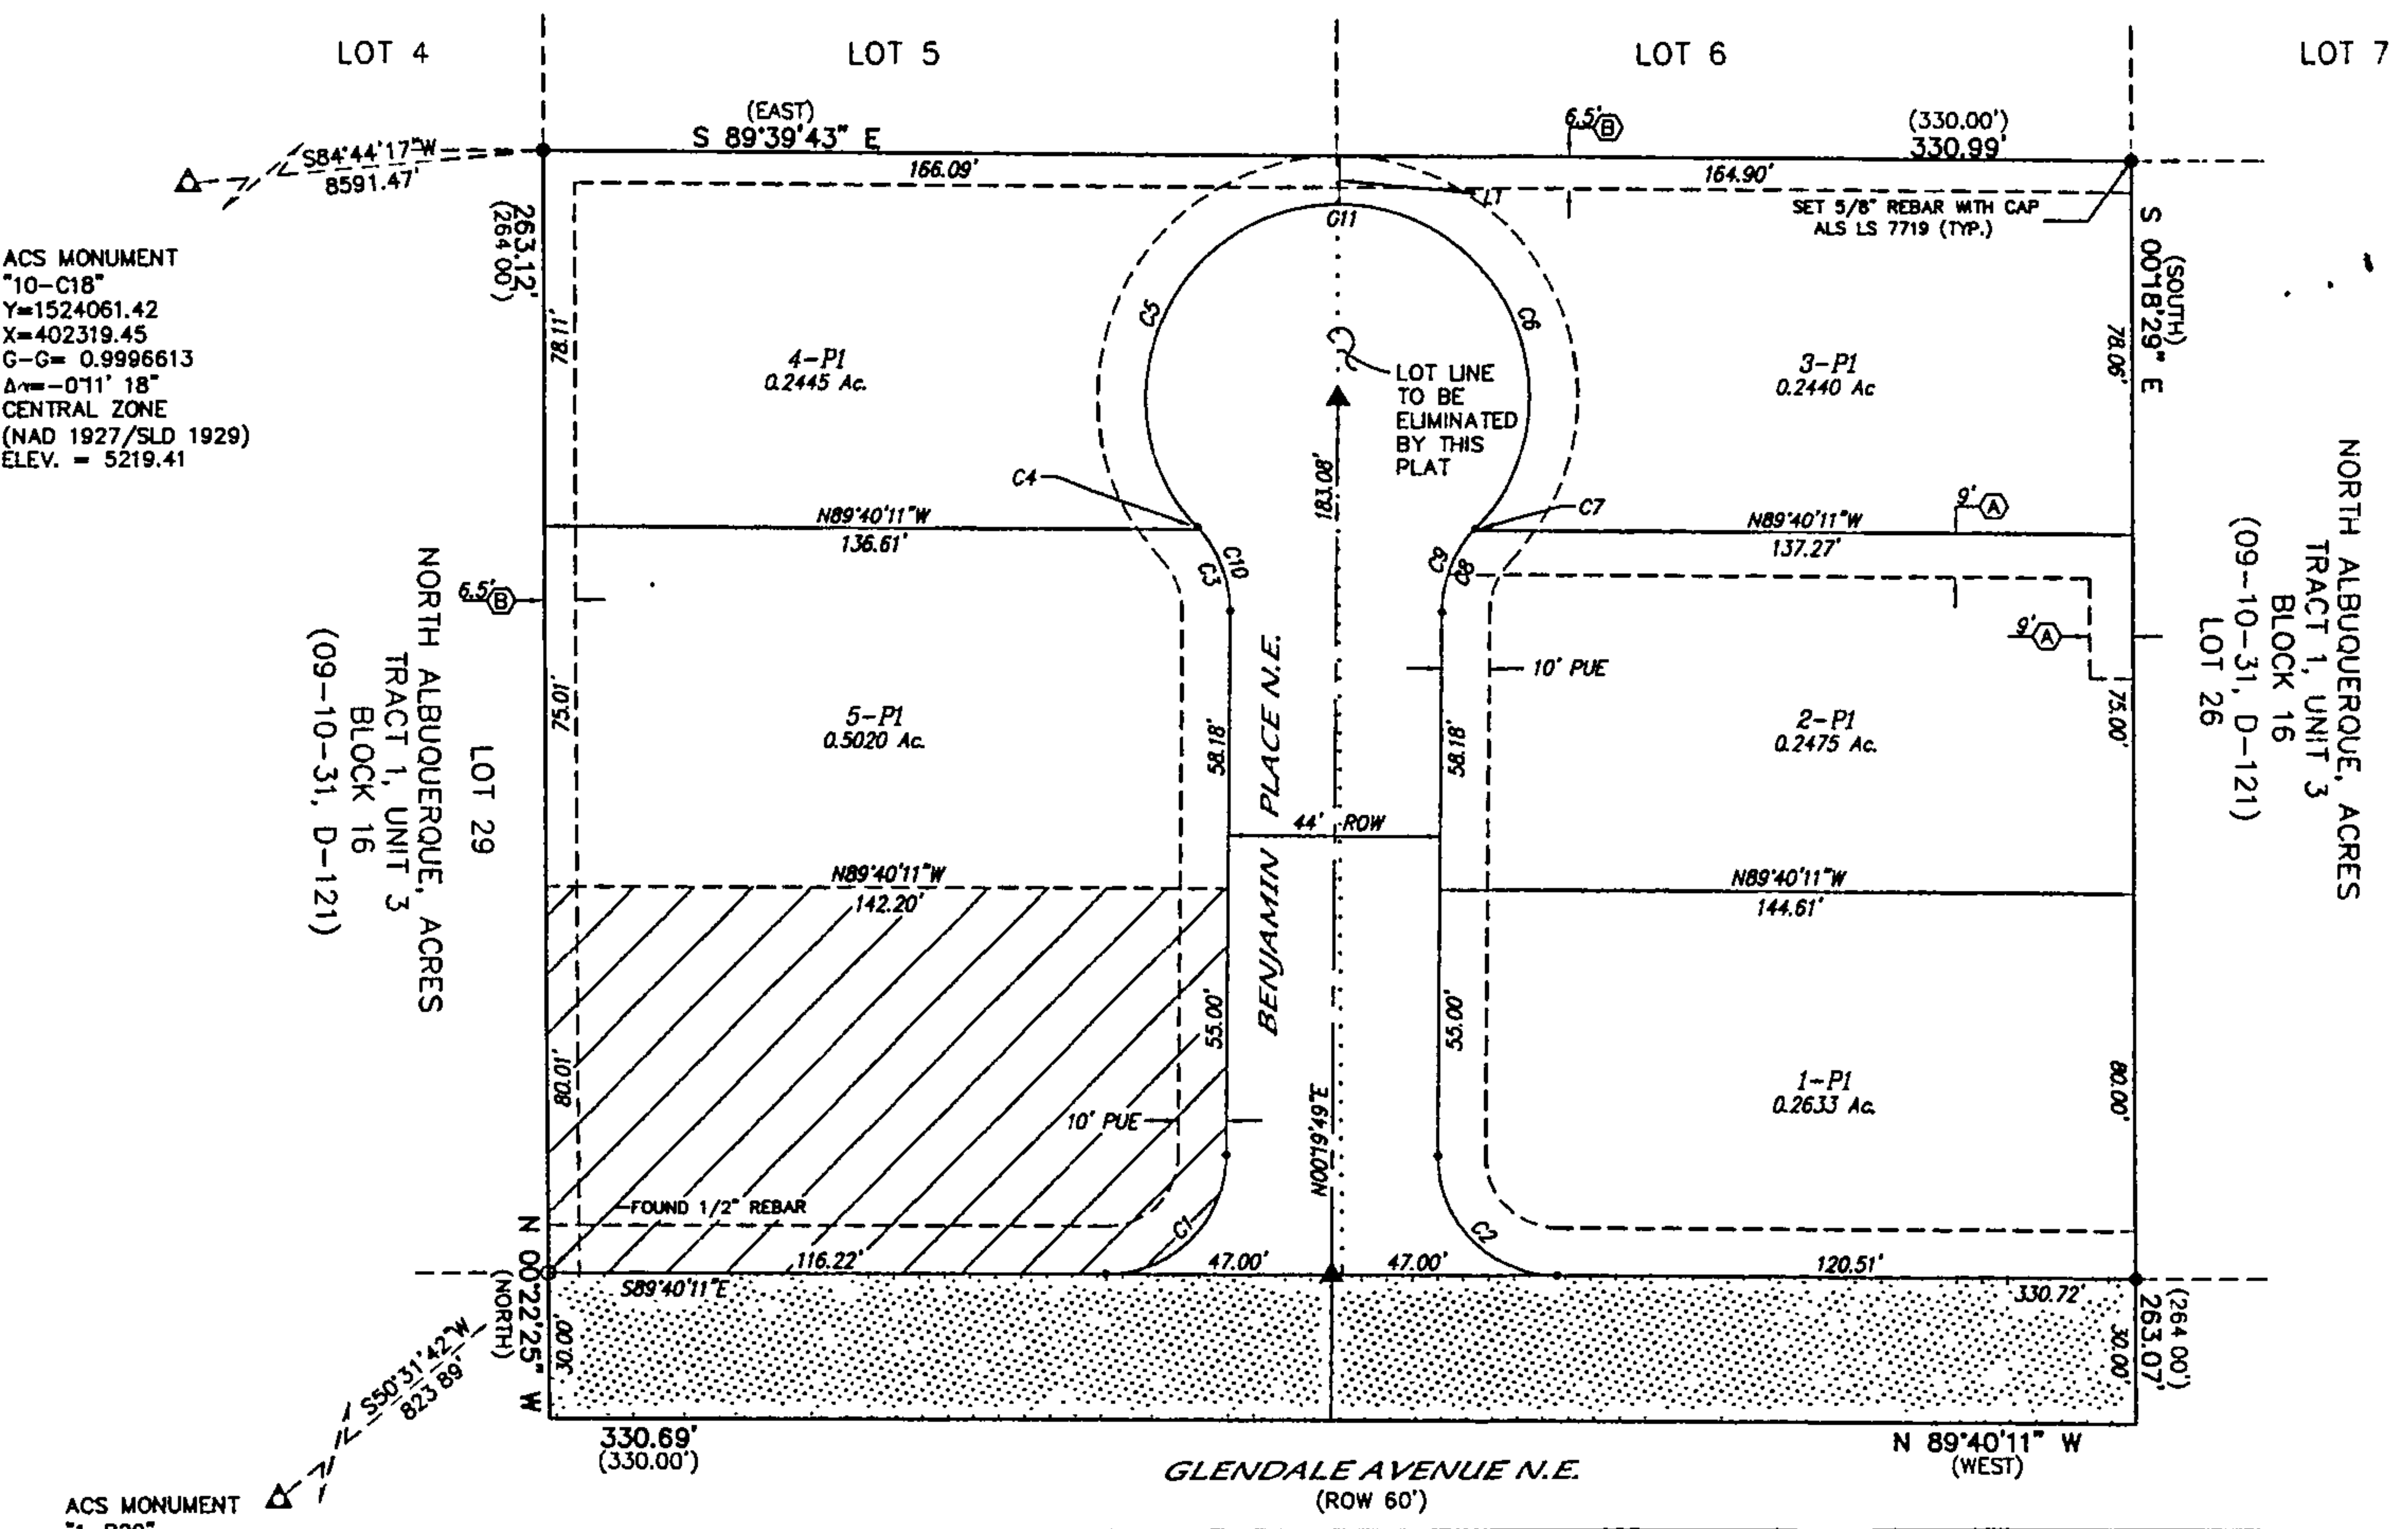 LOT 4
LOT 5
LOT 6
LOT 7
(EAST)
S 89°39'43" E
166.09'
6.5' B
(330.00')
330.99'
164.90'
S84°44'17"W
8591.47'
L1
SET 5/8" REBAR WITH CAP
ALS LS 7719 (TYP.)
ACS MONUMENT
"10-C18"
Y=1524061.42
X=402319.45
G-G= 0.9996613
CENTRAL ZONE
(NAD 1927/SLD 1929)
ELEV. = 5219.41
263.12'
(264.00')
78.11'
C11
C5
C6
4-P1
0.2445 Ac.
LOT LINE
TO BE
ELIMINATED
BY THIS
PLAT
3-P1
0.2440 Ac
S 00°18'29" E
(SOUTH)
78.06'
183.08'
C4
C7
N89°40'11"W
136.61'
N89°40'11"W
137.27'
9' A
C10
C3
C9
C8
6.5' B
9' A
NORTH ALBUQUERQUE, ACRES
TRACT 1, UNIT 3
BLOCK 16
(09-10-31, D-121)
LOT 29
NORTH ALBUQUERQUE, ACRES
TRACT 1, UNIT 3
BLOCK 16
(09-10-31, D-121)
LOT 26
75.01'
5-P1
0.5020 Ac.
58.18'
BENJAMIN PLACE N.E.
58.18'
10' PUE
2-P1
0.2475 Ac.
75.00'
44' ROW
N89°40'11"W
142.20'
N89°40'11"W
144.61'
55.00'
55.00'
80.01'
1-P1
0.2633 Ac.
80.00'
10' PUE
N00°19'49"E
FOUND 1/2" REBAR
C1
C2
116.22'
47.00'
47.00'
120.51'
S89°40'11"E
330.72'
N 00°22'25" W
(NORTH)
30.00'
30.00'
263.07'
(264.00')
S50°31'42"W
823.89'
330.69'
(330.00')
N 89°40'11" W
(WEST)
GLENDALE AVENUE N.E.
(ROW 60')
ACS MONUMENT